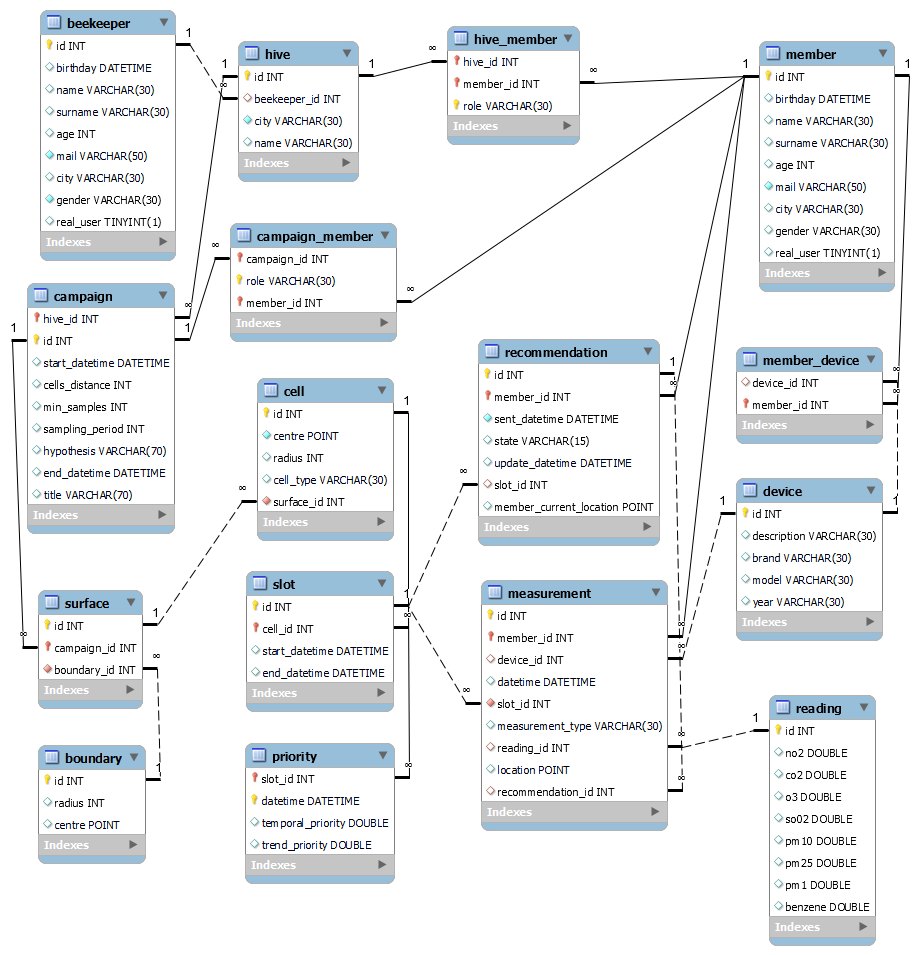 beekeeper
id INT
birthday DATETIME
name VARCHAR(30)
surname VARCHAR(30)
age INT
mail VARCHAR(50)
city VARCHAR(30)
gender VARCHAR(30)
real_user TINYINT(1)
Indexes
1
∞
hive
id INT
beekeeper_id INT
city VARCHAR(30)
name VARCHAR(30)
Indexes
1
1
∞
hive_member
hive_id INT
member_id INT
role VARCHAR(30)
Indexes
∞
1
member
id INT
birthday DATETIME
name VARCHAR(30)
surname VARCHAR(30)
age INT
mail VARCHAR(50)
city VARCHAR(30)
gender VARCHAR(30)
real_user TINYINT(1)
Indexes
1
∞
campaign_member
campaign_id INT
role VARCHAR(30)
member_id INT
Indexes
∞
campaign
hive_id INT
id INT
start_datetime DATETIME
cells_distance INT
min_samples INT
sampling_period INT
hypothesis VARCHAR(70)
end_datetime DATETIME
title VARCHAR(70)
Indexes
∞
1
1
cell
id INT
centre POINT
radius INT
cell_type VARCHAR(30)
surface_id INT
Indexes
1
∞
recommendation
id INT
member_id INT
sent_datetime DATETIME
state VARCHAR(15)
update_datetime DATETIME
slot_id INT
member_current_location POINT
Indexes
1
∞
∞
member_device
device_id INT
member_id INT
Indexes
∞
∞
device
id INT
description VARCHAR(30)
brand VARCHAR(30)
model VARCHAR(30)
year VARCHAR(30)
Indexes
1
1
surface
id INT
campaign_id INT
boundary_id INT
Indexes
1
∞
∞
slot
id INT
cell_id INT
start_datetime DATETIME
end_datetime DATETIME
Indexes
1
∞
measurement
id INT
member_id INT
device_id INT
datetime DATETIME
slot_id INT
measurement_type VARCHAR(30)
reading_id INT
location POINT
recommendation_id INT
Indexes
∞
∞
∞
∞
∞
boundary
id INT
radius INT
centre POINT
Indexes
1
priority
slot_id INT
datetime DATETIME
temporal_priority DOUBLE
trend_priority DOUBLE
Indexes
∞
reading
id INT
no2 DOUBLE
co2 DOUBLE
o3 DOUBLE
so02 DOUBLE
pm10 DOUBLE
pm25 DOUBLE
pm1 DOUBLE
benzene DOUBLE
Indexes
1